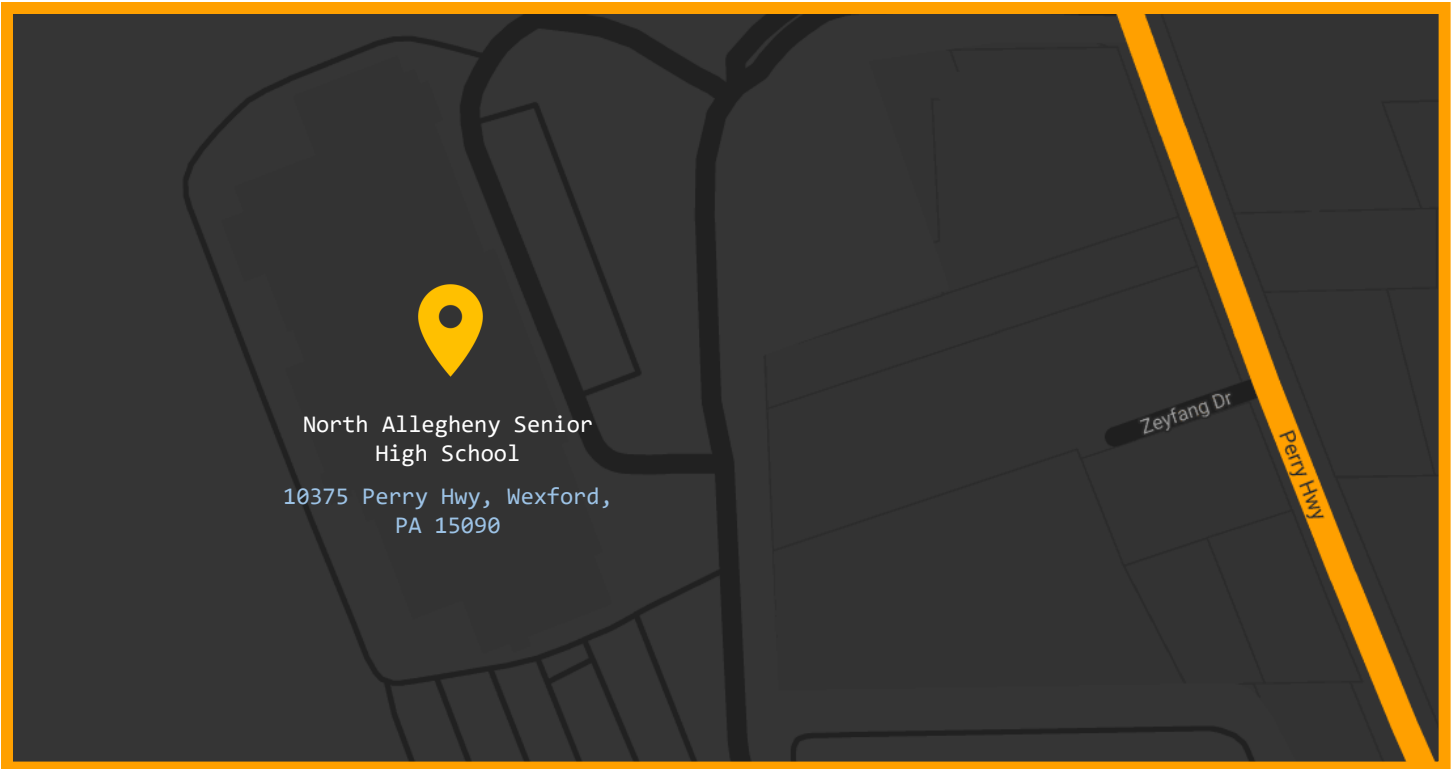 North Allegheny Senior
High School
10375 Perry Hwy, Wexford,
PA 15090
Zeyfang Dr
Perry Hwy